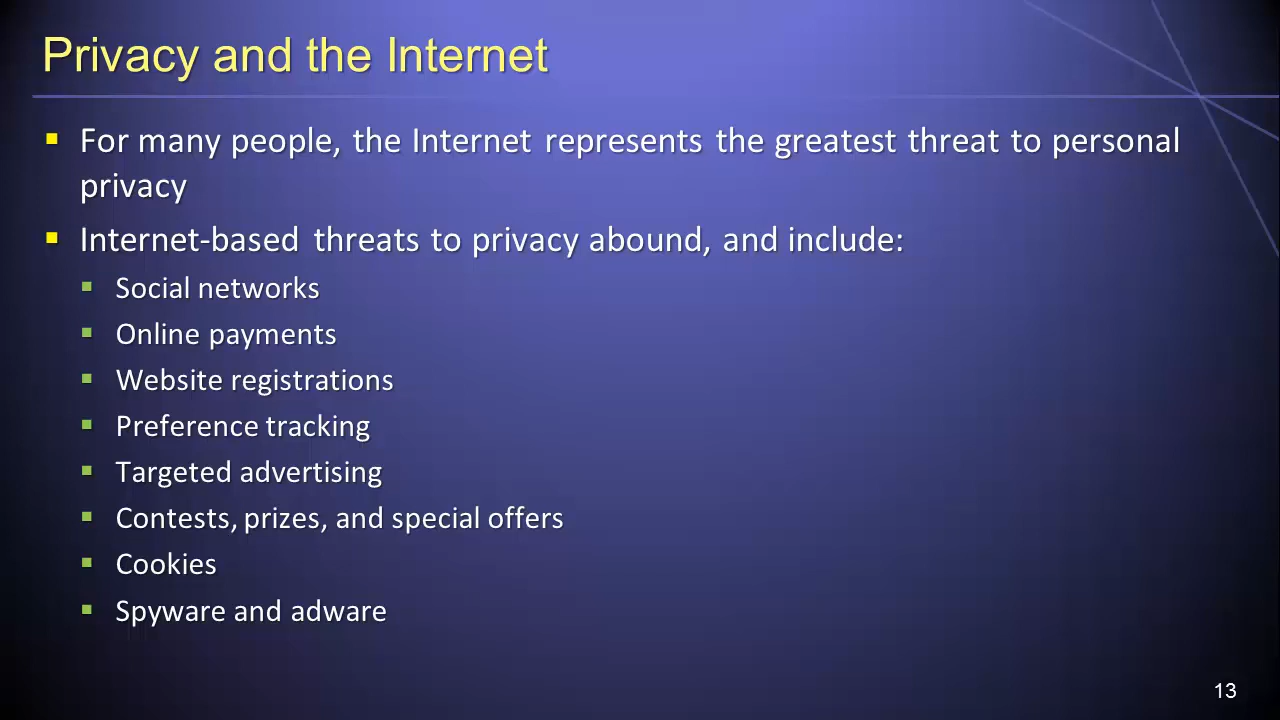 Privacy and the Internet
For many people, the Internet represents the greatest threat to personal
privacy
Internet-based threats to privacy abound, and include:
Social networks
Online payments
Website registrations
Preference tracking
Targeted advertising
Contests, prizes, and special offers
Cookies
Spyware and adware
13